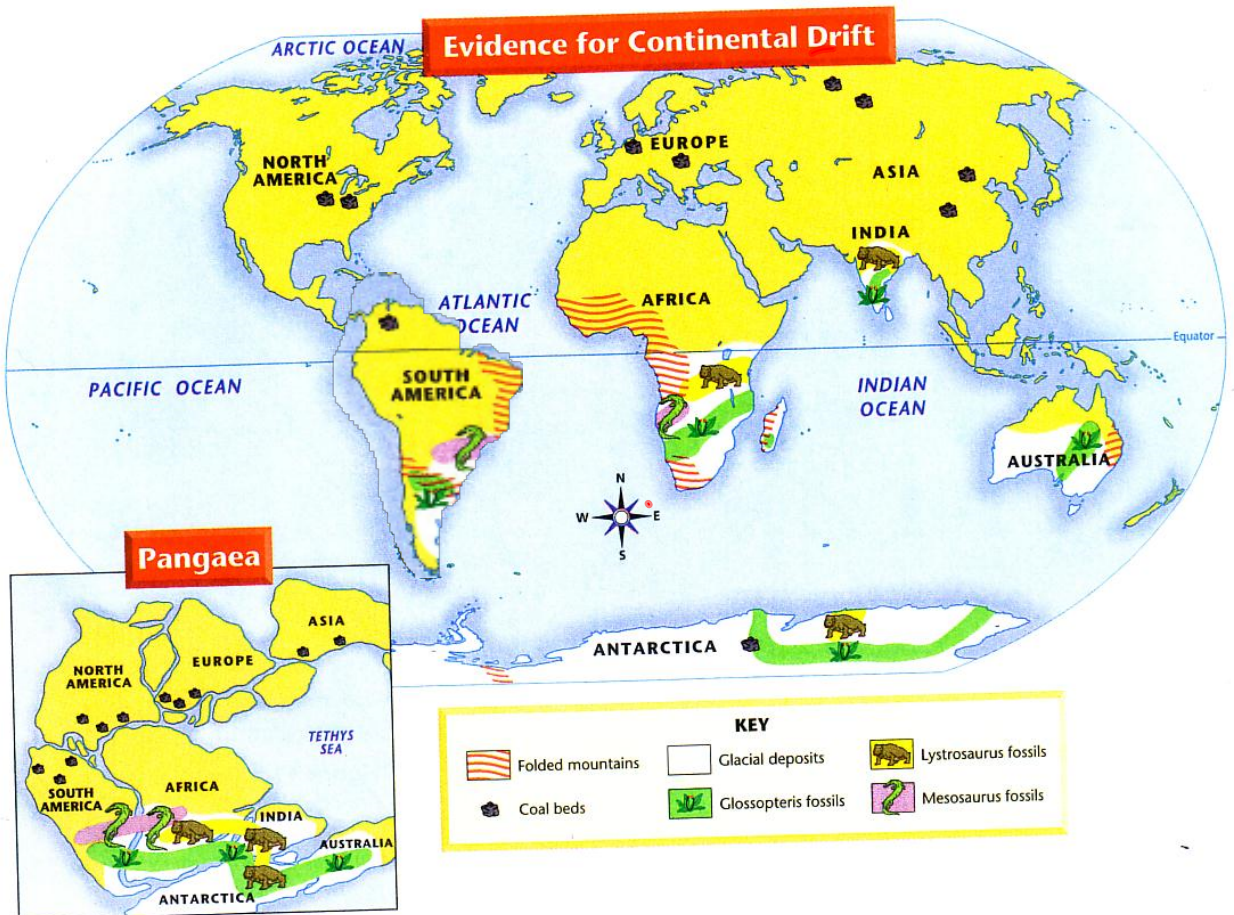 Evidence for Continental Drift
ARCTIC OCEAN
NORTH
AMERICA
EUROPE
ASIA
INDIA
ATLANTIC
OCEAN
AFRICA
Equator
PACIFIC OCEAN
SOUTH
AMERICA
INDIAN
OCEAN
AUSTRALIA
N
W
E
S
ANTARCTICA
Pangaea
ASIA
EUROPE
NORTH
AMERICA
TETHYS
SEA
AFRICA
SOUTH
AMERICA
INDIA
AUSTRALIA
ANTARCTICA
KEY
Folded mountains
Glacial deposits
Lystrosaurus fossils
Coal beds
Glossopteris fossils
Mesosaurus fossils